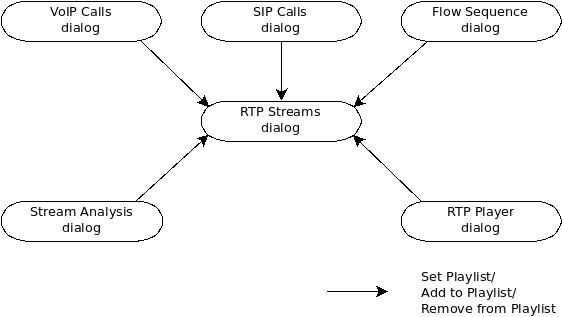 VoIP Calls
dialog
SIP Calls
dialog
Flow Sequence
dialog
RTP Streams
dialog
Stream Analysis
dialog
RTP Player
dialog
Set Playlist/
Add to Playlist/
Remove from Playlist